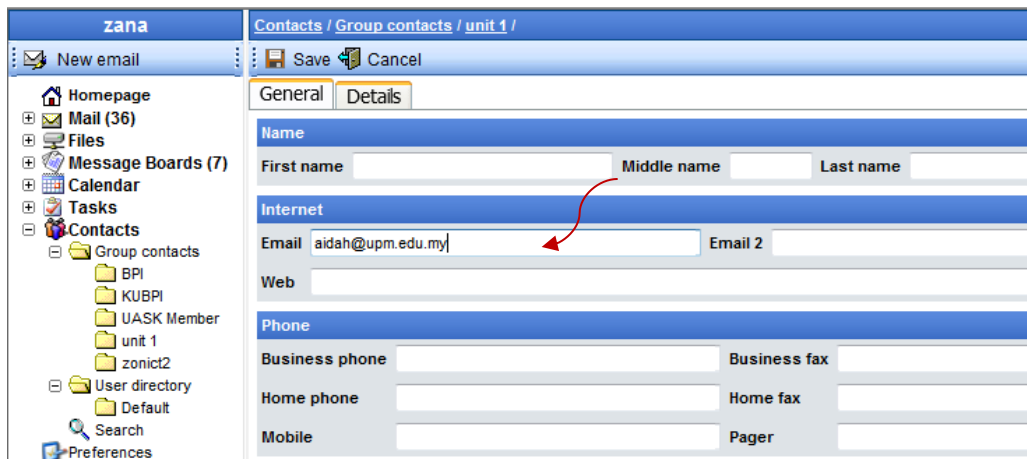 zana
New email
Homepage
Mail (36)
Files
Message Boards (7)
Calendar
Tasks
Contacts
Group contacts
BPI
KUBPI
UASK Member
unit 1
zonict2
User directory
Default
Search
Preferences
Contacts / Group contacts / unit 1 /
Save Cancel
General Details
Name
First name Middle name Last name
Internet
Email aidah@upm.edu.my Email 2
Web
Phone
Business phone Business fax
Home phone Home fax
Mobile Pager